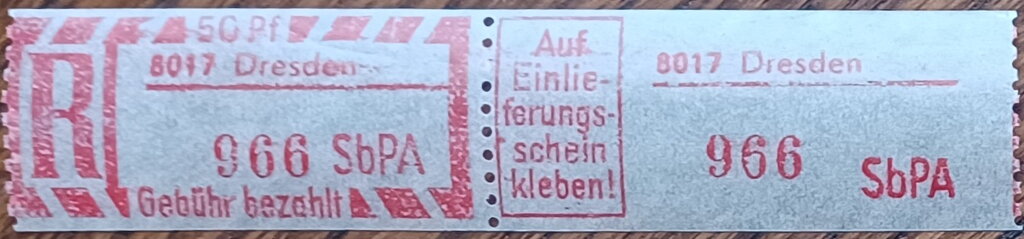 50 Pf
R
8017 Dresden
966 SbPA
Gebühr bezahlt
Auf
Einlie-
ferungs-
schein
kleben!
8017 Dresden
966 SbPA